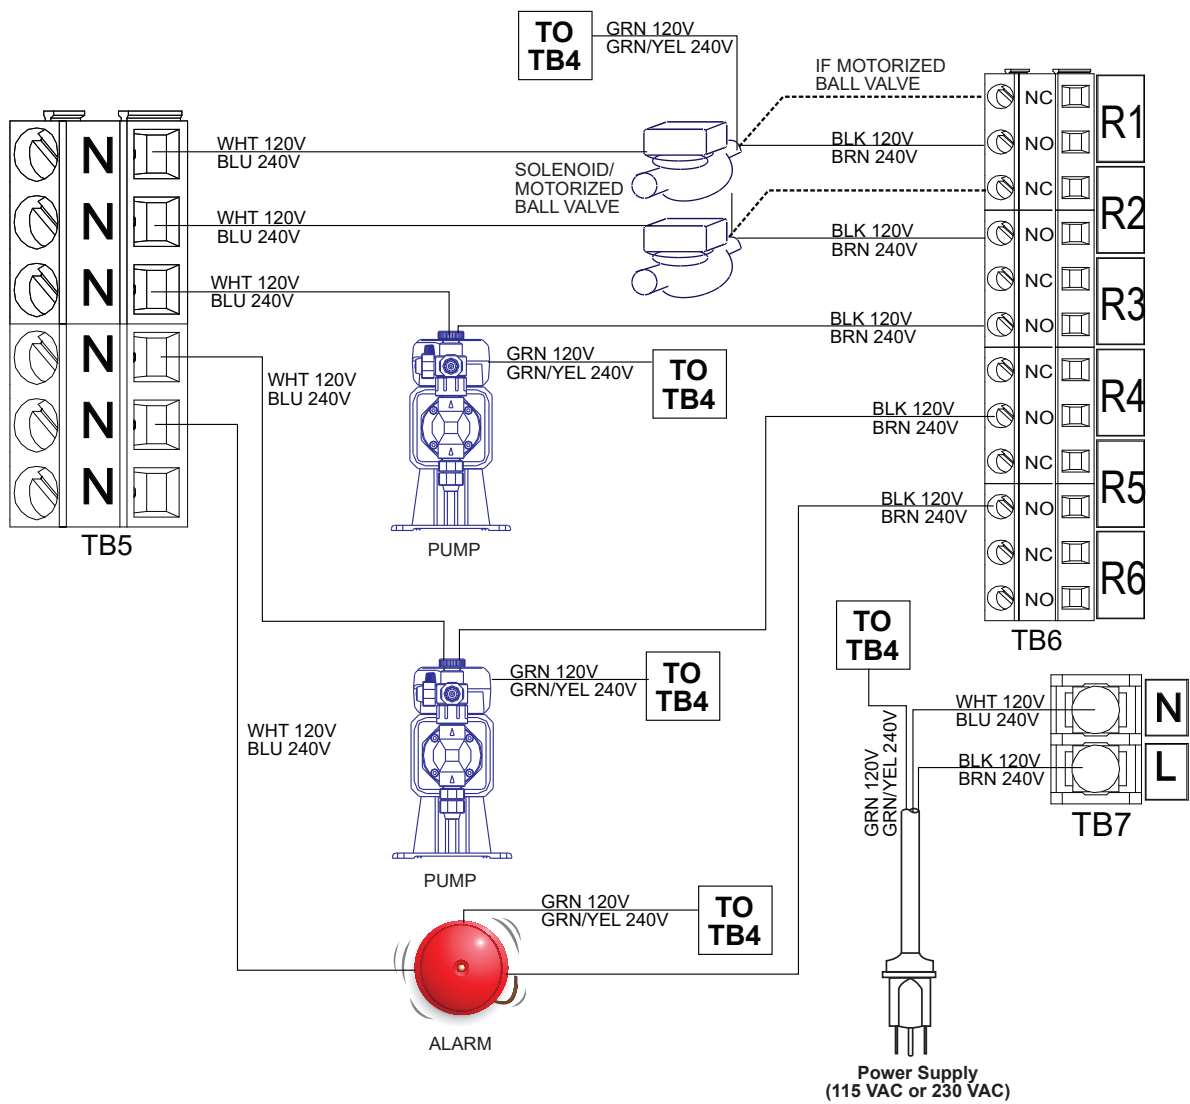 TO
TB4
GRN 120V
GRN/YEL 240V
IF MOTORIZED
BALL VALVE
N
WHT 120V
BLU 240V
SOLENOID/
MOTORIZED
BALL VALVE
BLK 120V
BRN 240V
NC
NO
R1
N
WHT 120V
BLU 240V
BLK 120V
BRN 240V
NC
NO
R2
N
WHT 120V
BLU 240V
BLK 120V
BRN 240V
NC
NO
R3
N
WHT 120V
BLU 240V
GRN 120V
GRN/YEL 240V
TO
TB4
BLK 120V
BRN 240V
NC
NO
R4
N
N
TB5
PUMP
BLK 120V
BRN 240V
NC
NO
R5
NC
NO
R6
TB6
TO
TB4
GRN 120V
GRN/YEL 240V
TO
TB4
WHT 120V
BLU 240V
WHT 120V
BLU 240V
N
BLK 120V
BRN 240V
L
TB7
GRN 120V
GRN/YEL 240V
PUMP
GRN 120V
GRN/YEL 240V
TO
TB4
ALARM
Power Supply
(115 VAC or 230 VAC)